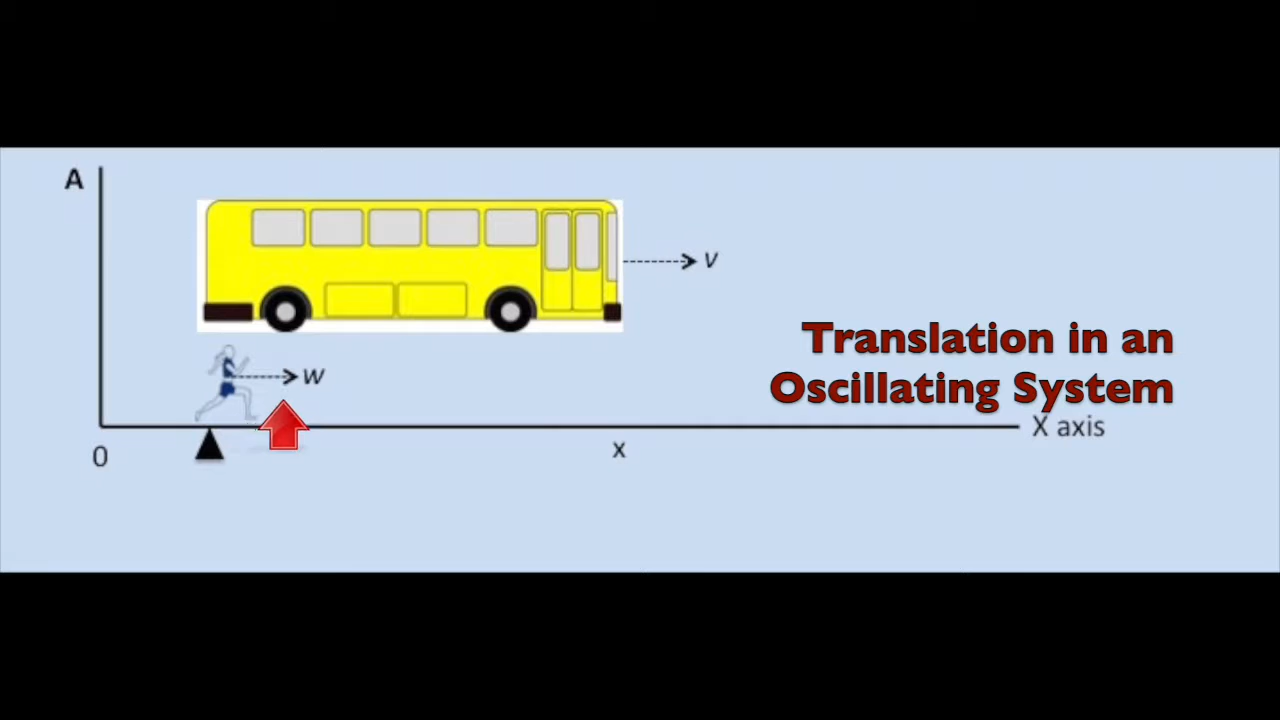 A
v
w
Translation in an
Oscillating System
X axis
0
x